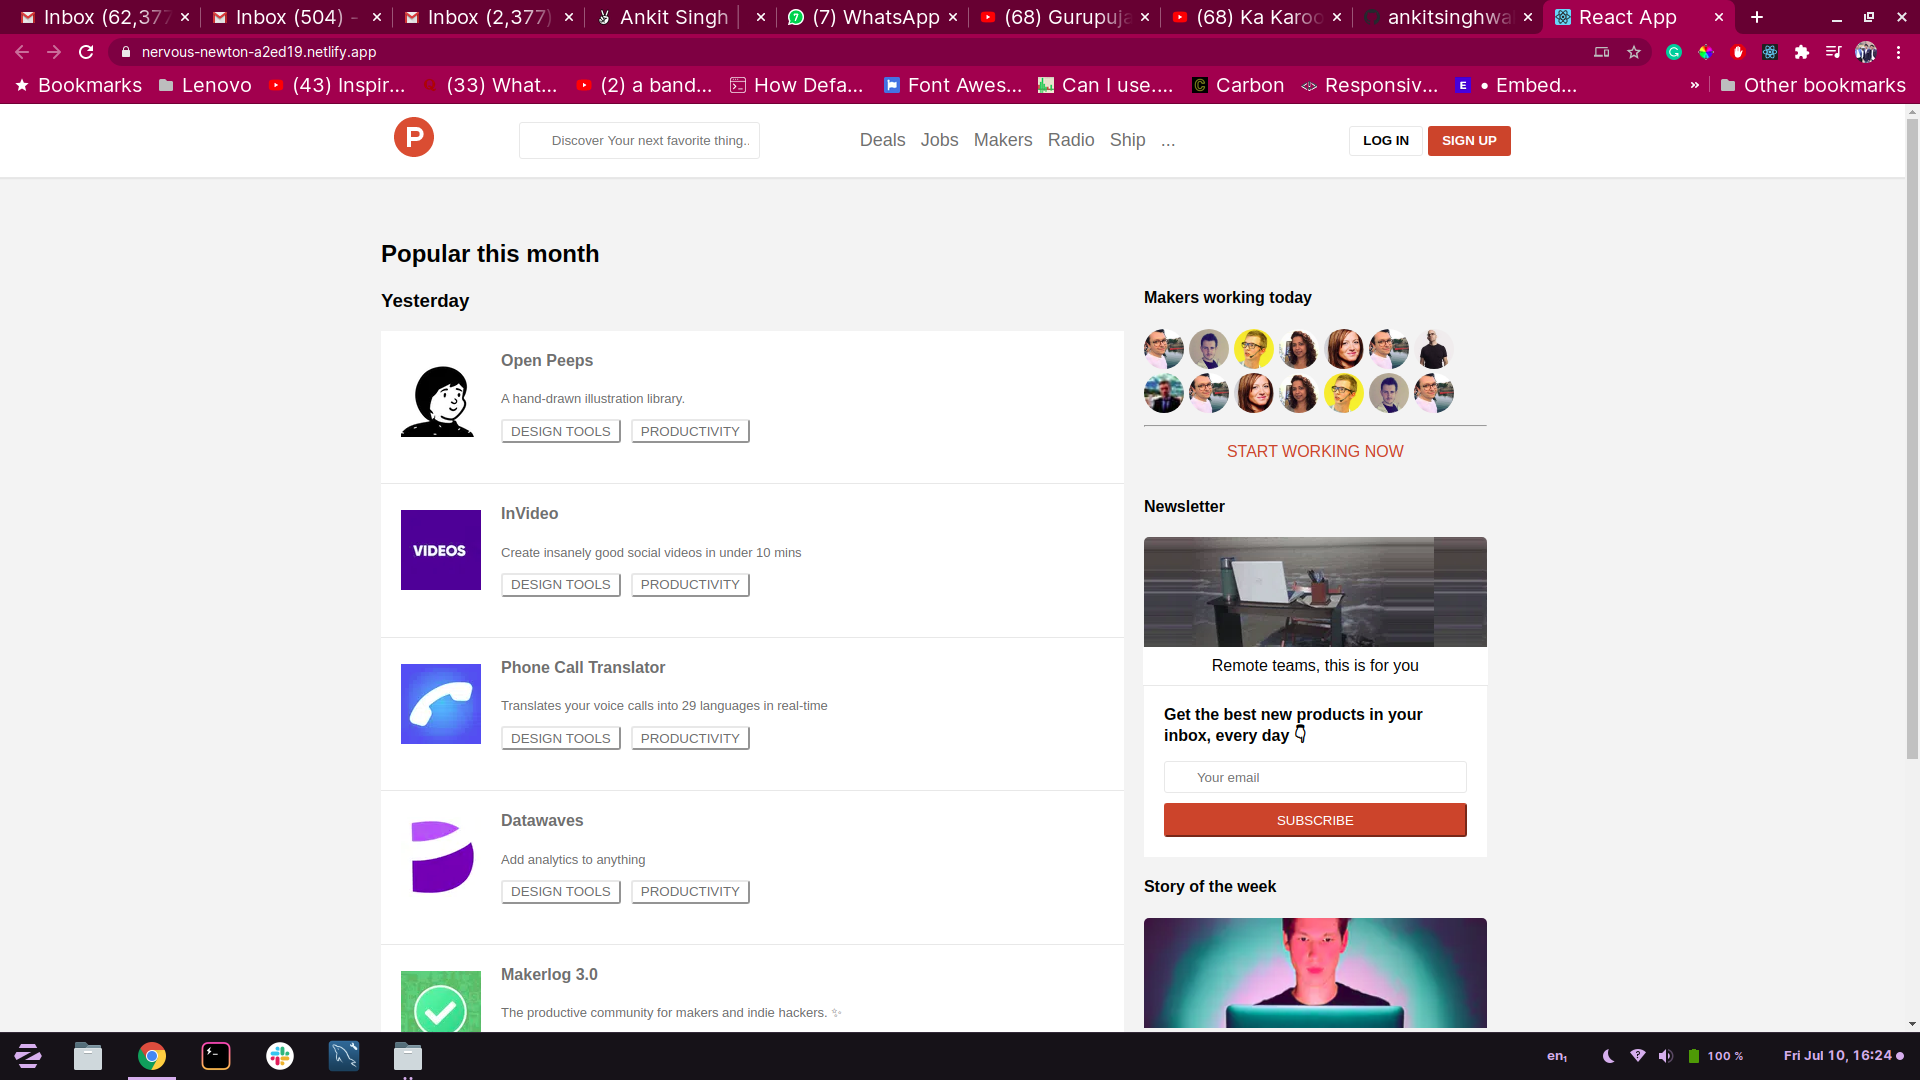 Inbox (62,377
Inbox (504) -
Inbox (2,377)
Ankit Singh
(7) WhatsApp
(68) Gurupuja
(68) Ka Karoo
ankitsinghwa
React App
nervous-newton-a2ed19.netlify.app
Bookmarks
Lenovo
(43) Inspir...
(33) What...
(2) a band...
How Defa...
Font Awes...
Can I use....
Carbon
Responsiv...
• Embed...
»
Other bookmarks
P
Discover Your next favorite thing..
Deals
Jobs
Makers
Radio
Ship
...
LOG IN
SIGN UP
Popular this month
Yesterday
Open Peeps
A hand-drawn illustration library.
DESIGN TOOLS
PRODUCTIVITY
VIDEOS
InVideo
Create insanely good social videos in under 10 mins
DESIGN TOOLS
PRODUCTIVITY
Phone Call Translator
Translates your voice calls into 29 languages in real-time
DESIGN TOOLS
PRODUCTIVITY
Datawaves
Add analytics to anything
DESIGN TOOLS
PRODUCTIVITY
Makerlog 3.0
The productive community for makers and indie hackers. ✨
Makers working today
START WORKING NOW
Newsletter
Remote teams, this is for you
Get the best new products in your
inbox, every day 👇
Your email
SUBSCRIBE
Story of the week
en₁
100 %
Fri Jul 10, 16:24